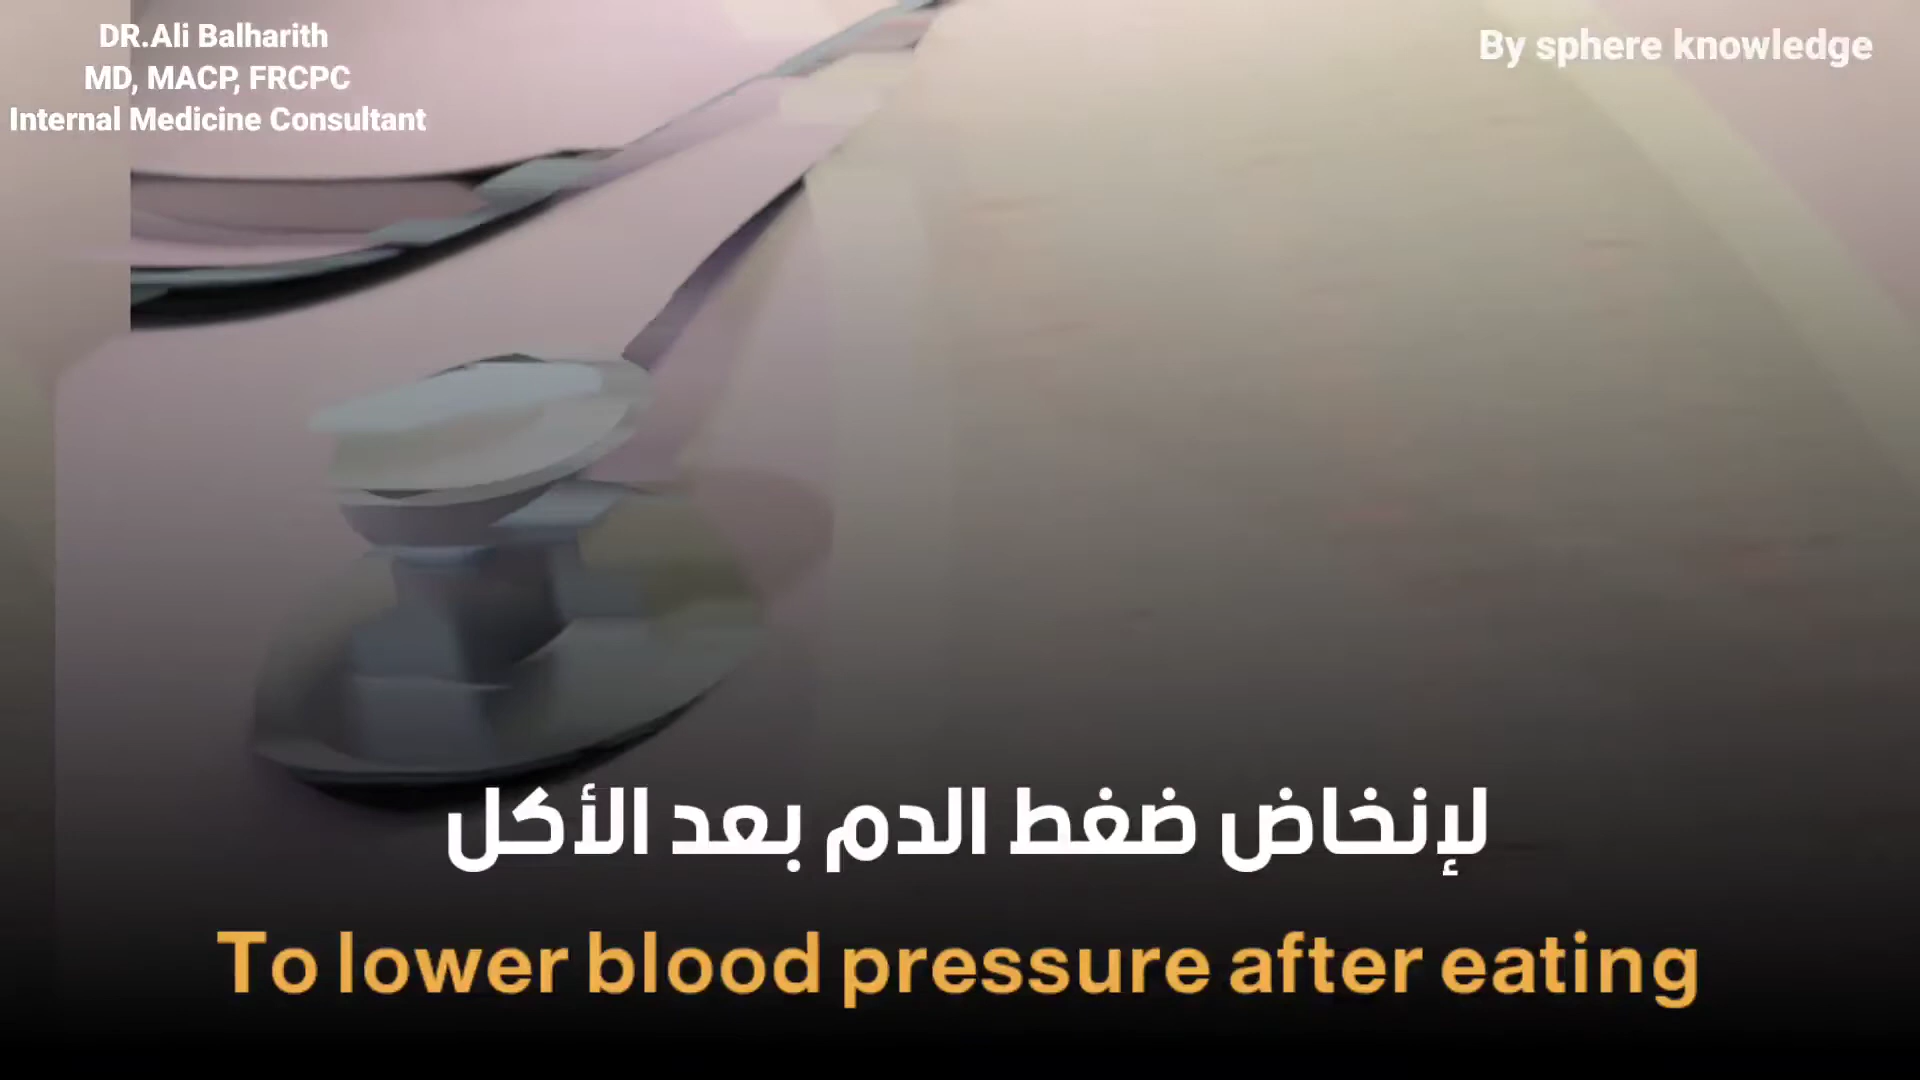 DR.Ali Balharith
MD, MACP, FRCPC
Internal Medicine Consultant
By sphere knowledge
لإنخاض ضغط الدم بعد الأكل
To lower blood pressure after eating